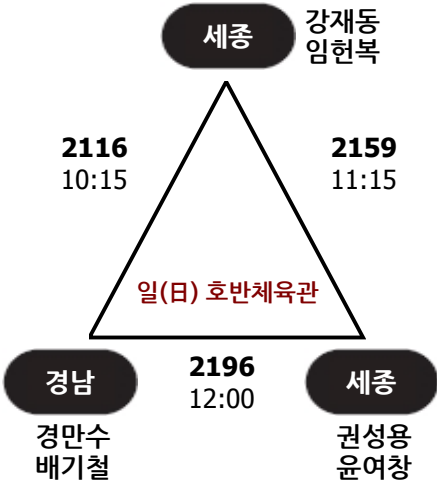 세종
강재동
임헌복
2116
10:15
2159
11:15
일(日) 호반체육관
2196
12:00
경남
경만수
배기철
세종
권성용
윤여창